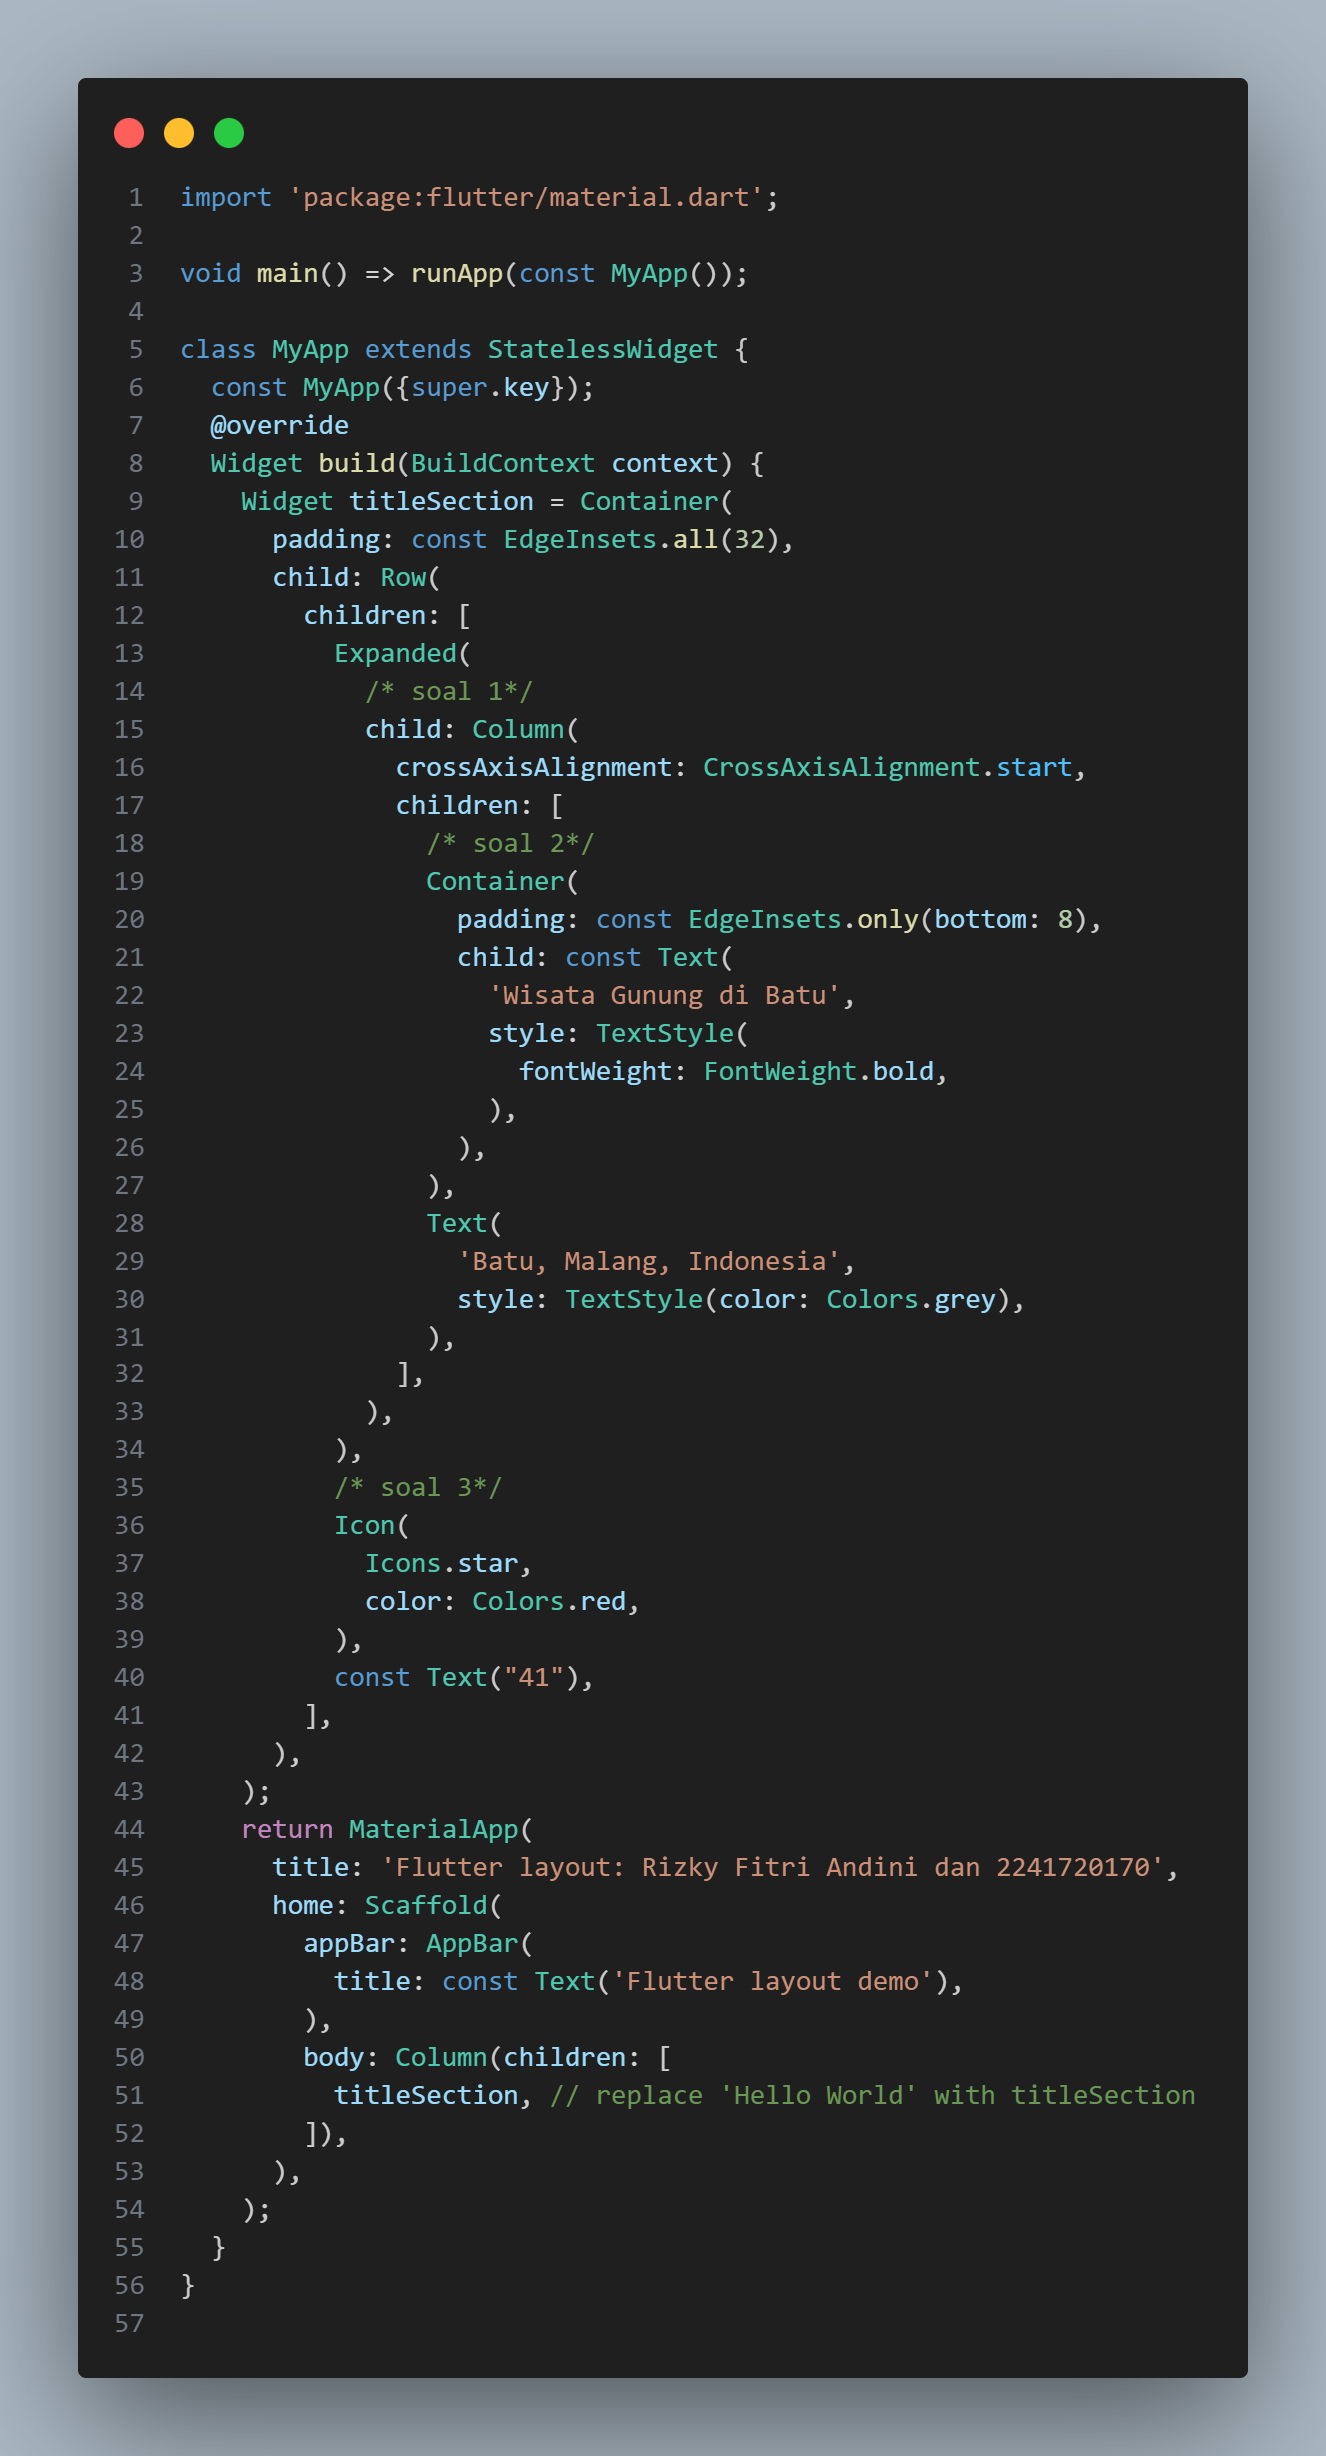 1 import 'package:flutter/material.dart';
2
3 void main() => runApp(const MyApp());
4
5 class MyApp extends StatelessWidget {
6   const MyApp({super.key});
7   @override
8   Widget build(BuildContext context) {
9     Widget titleSection = Container(
10       padding: const EdgeInsets.all(32),
11       child: Row(
12         children: [
13           Expanded(
14             /* soal 1*/
15             child: Column(
16               crossAxisAlignment: CrossAxisAlignment.start,
17               children: [
18                 /* soal 2*/
19                 Container(
20                   padding: const EdgeInsets.only(bottom: 8),
21                   child: const Text(
22                     'Wisata Gunung di Batu',
23                     style: TextStyle(
24                       fontWeight: FontWeight.bold,
25                     ),
26                   ),
27                 ),
28                 Text(
29                   'Batu, Malang, Indonesia',
30                   style: TextStyle(color: Colors.grey),
31                 ),
32               ],
33             ),
34           ),
35           /* soal 3*/
36           Icon(
37             Icons.star,
38             color: Colors.red,
39           ),
40           const Text("41"),
41         ],
42       ),
43     );
44     return MaterialApp(
45       title: 'Flutter layout: Rizky Fitri Andini dan 2241720170',
46       home: Scaffold(
47         appBar: AppBar(
48           title: const Text('Flutter layout demo'),
49         ),
50         body: Column(children: [
51           titleSection, // replace 'Hello World' with titleSection
52         ]),
53       ),
54     );
55   }
56 }
57